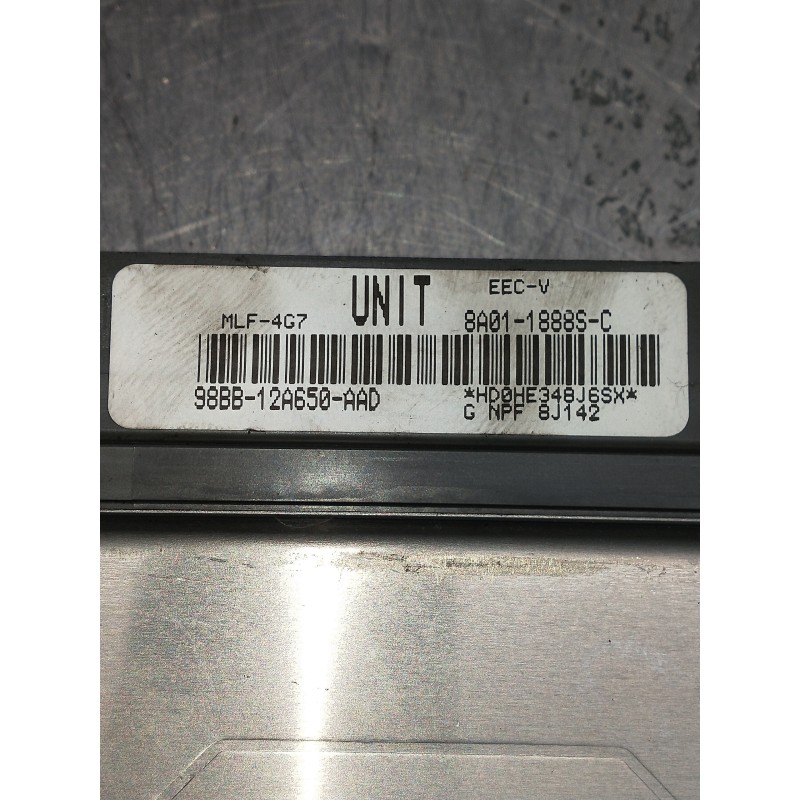 UNIT
EEC-V
MLF-4G7
8A01-1888S-C
98BB-12A650-AAD
*HD0HE348J6SX*
G NPF 8J142